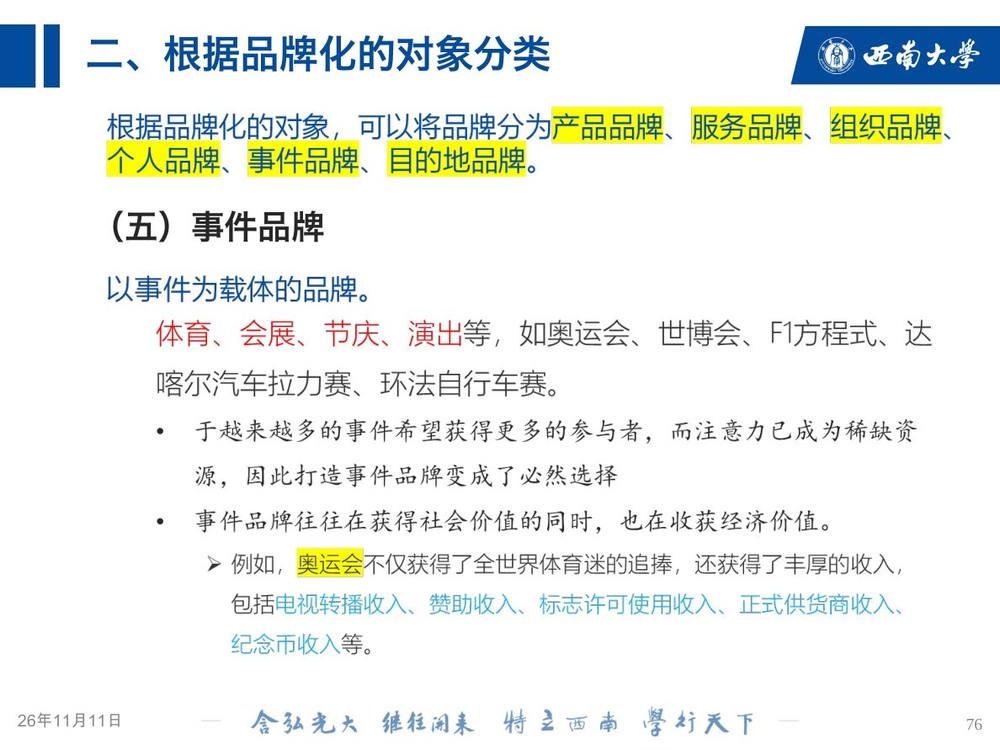 二、根据品牌化的对象分类
西南大学
根据品牌化的对象，可以将品牌分为产品品牌、服务品牌、组织品牌、
个人品牌、事件品牌、目的地品牌。
（五）事件品牌
以事件为载体的品牌。
体育、会展、节庆、演出等，如奥运会、世博会、F1方程式、达
喀尔汽车拉力赛、环法自行车赛。
• 于越来越多的事件希望获得更多的参与者，而注意力已成为稀缺资
源，因此打造事件品牌变成了必然选择
• 事件品牌往往在获得社会价值的同时，也在收获经济价值。
➢ 例如，奥运会不仅获得了全世界体育迷的追捧，还获得了丰厚的收入，
包括电视转播收入、赞助收入、标志许可使用收入、正式供货商收入、
纪念币收入等。
26年11月11日
含弘光大 继往开来 特立西南 學行天下
76